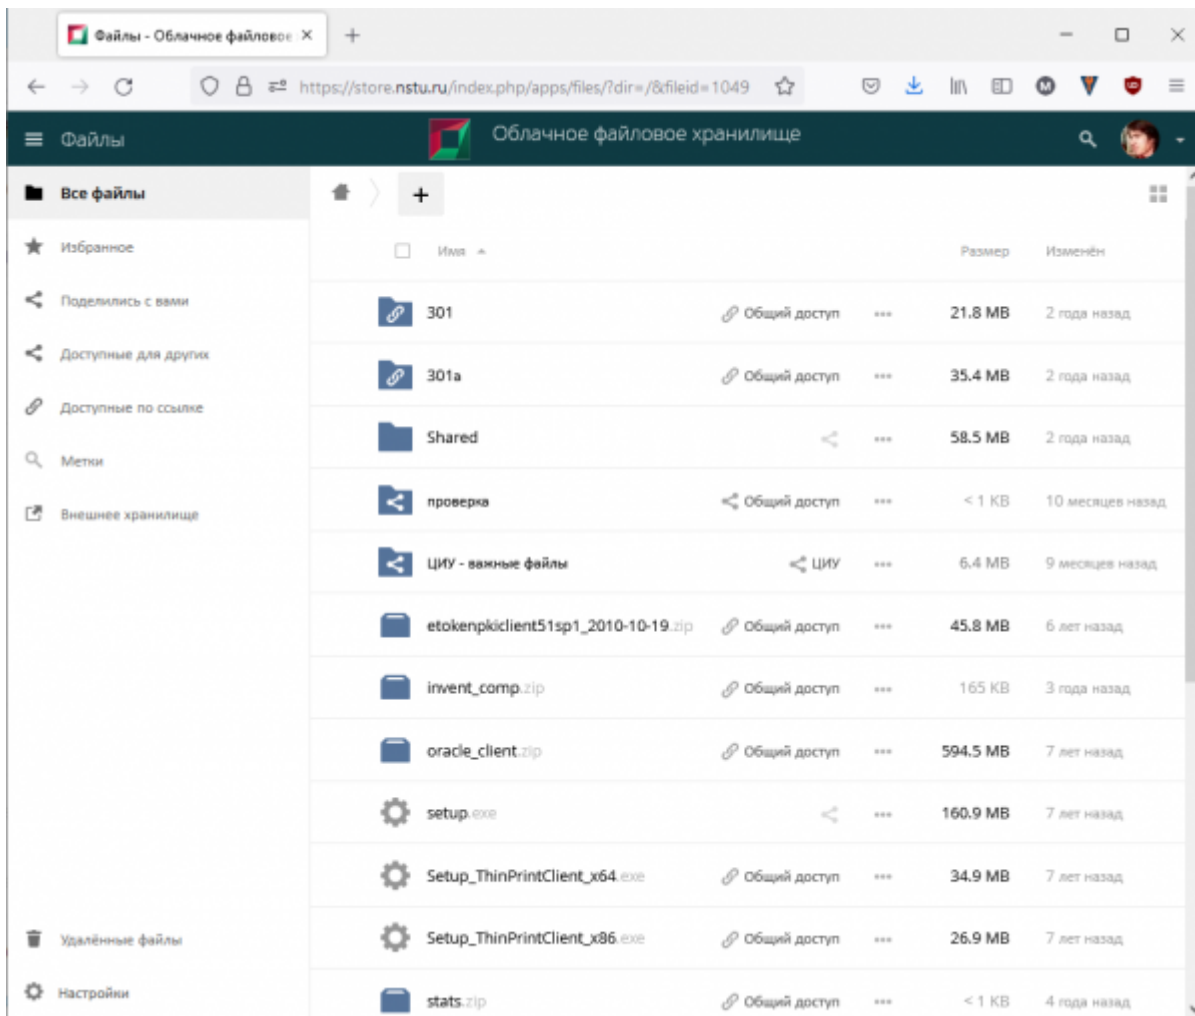 Файлы - Облачное файловое
https://store.nstu.ru/index.php/apps/files/?dir=/&fileid=1049
Файлы
Облачное файловое хранилище
Все файлы
Избранное
Поделились с вами
Доступные для других
Доступные по ссылке
Метки
Внешнее хранилище
Удалённые файлы
Настройки
Имя Размер Изменён
301 Общий доступ 21.8 MB 2 года назад
301а Общий доступ 35.4 MB 2 года назад
Shared 58.5 MB 2 года назад
проверка Общий доступ < 1 KB 10 месяцев назад
ЦИУ - важные файлы ЦИУ 6.4 MB 9 месяцев назад
etokenpkiclient51sp1_2010-10-19.zip Общий доступ 45.8 MB 6 лет назад
invent_comp.zip Общий доступ 165 KB 3 года назад
oracle_client.zip Общий доступ 594.5 MB 7 лет назад
setup.exe 160.9 MB 7 лет назад
Setup_ThinPrintClient_x64.exe Общий доступ 34.9 MB 7 лет назад
Setup_ThinPrintClient_x86.exe Общий доступ 26.9 MB 7 лет назад
stats.zip Общий доступ < 1 KB 4 года назад